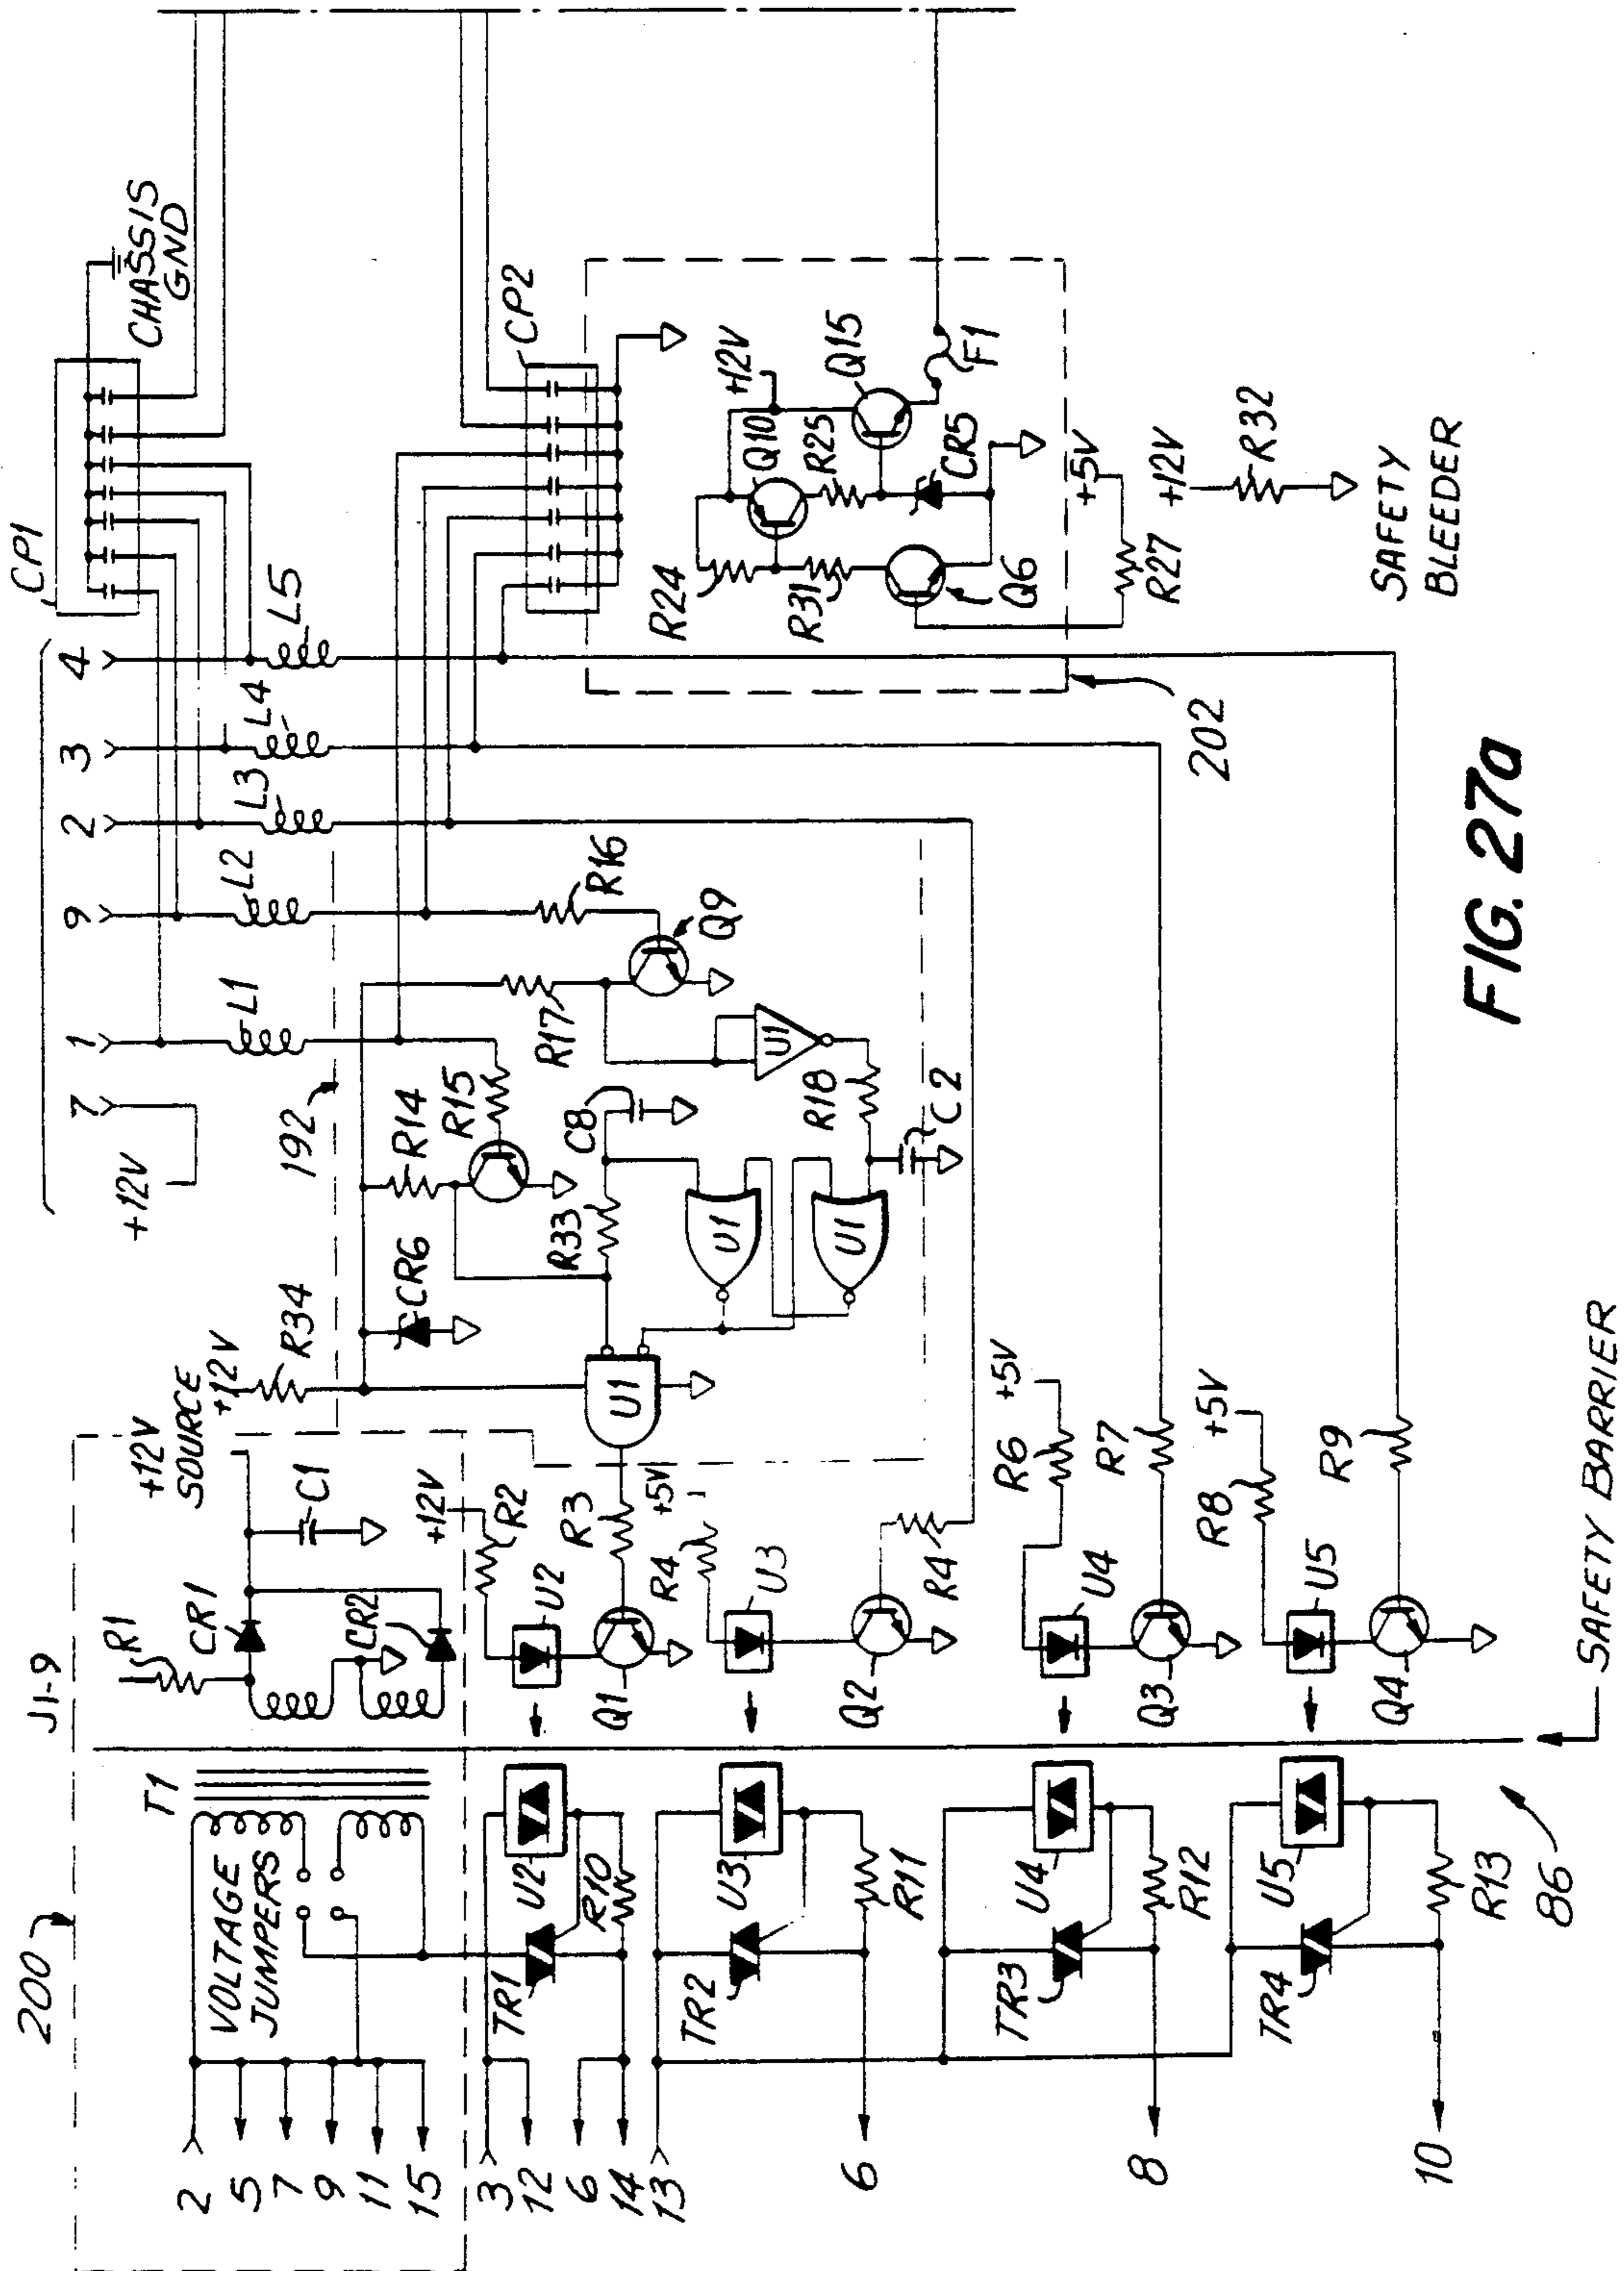 CP1
CHASSIS
GND
4
3
2
9
1
7
+12V
L5
L4
L3
L2
L1
CP2
192
R34
+12V
SOURCE
+12V
J1-9
200
R1
CR1
CR2
C1
T1
VOLTAGE
JUMPERS
2
5
7
9
11
15
3
12
6
14
13
6
8
10
CR6
R14
R15
R17
R16
Q9
U1
R18
C2
C8
R33
U1
U1
U1
+12V
R2
U2
R3
+5V
R4
Q1
U3
Q2
R4
+5V
R6
U4
R7
Q3
+5V
R8
U5
R9
Q4
U2
R10
TR1
U3
R11
TR2
U4
R12
TR3
U5
R13
TR4
86
SAFETY BARRIER
+12V
Q10
Q15
R25
R24
R31
CR5
Q6
F1
+5V
R27
+12V
R32
SAFETY
BLEEDER
202
FIG. 27a